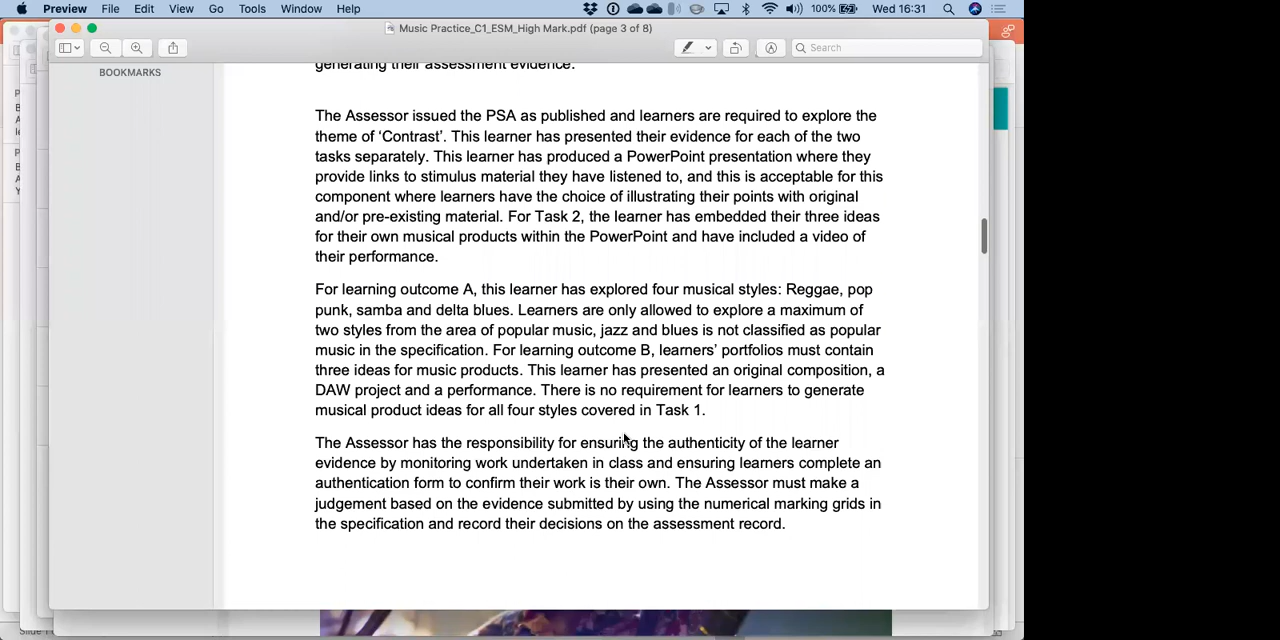 Preview File Edit View Go Tools Window Help 100% Wed 16:31
Music Practice_C1_ESM_High Mark.pdf (page 3 of 8)
Search
BOOKMARKS
generating their assessment evidence.
The Assessor issued the PSA as published and learners are required to explore the
theme of ‘Contrast’. This learner has presented their evidence for each of the two
tasks separately. This learner has produced a PowerPoint presentation where they
provide links to stimulus material they have listened to, and this is acceptable for this
component where learners have the choice of illustrating their points with original
and/or pre-existing material. For Task 2, the learner has embedded their three ideas
for their own musical products within the PowerPoint and have included a video of
their performance.
For learning outcome A, this learner has explored four musical styles: Reggae, pop
punk, samba and delta blues. Learners are only allowed to explore a maximum of
two styles from the area of popular music, jazz and blues is not classified as popular
music in the specification. For learning outcome B, learners’ portfolios must contain
three ideas for music products. This learner has presented an original composition, a
DAW project and a performance. There is no requirement for learners to generate
musical product ideas for all four styles covered in Task 1.
The Assessor has the responsibility for ensuring the authenticity of the learner
evidence by monitoring work undertaken in class and ensuring learners complete an
authentication form to confirm their work is their own. The Assessor must make a
judgement based on the evidence submitted by using the numerical marking grids in
the specification and record their decisions on the assessment record.